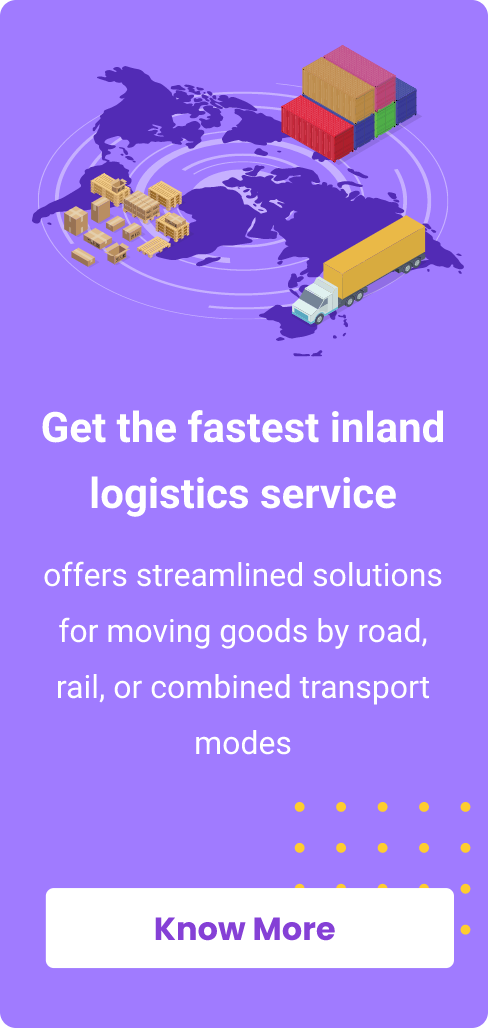 Get the fastest inland
logistics service
offers streamlined solutions
for moving goods by road,
rail, or combined transport
modes
Know More